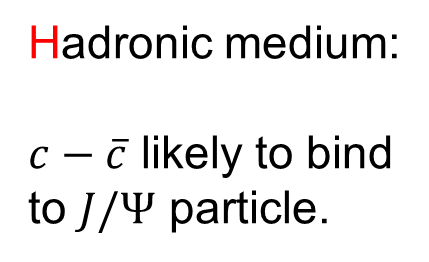 Hadronic medium:
c − c̄ likely to bind
to J/Ψ particle.